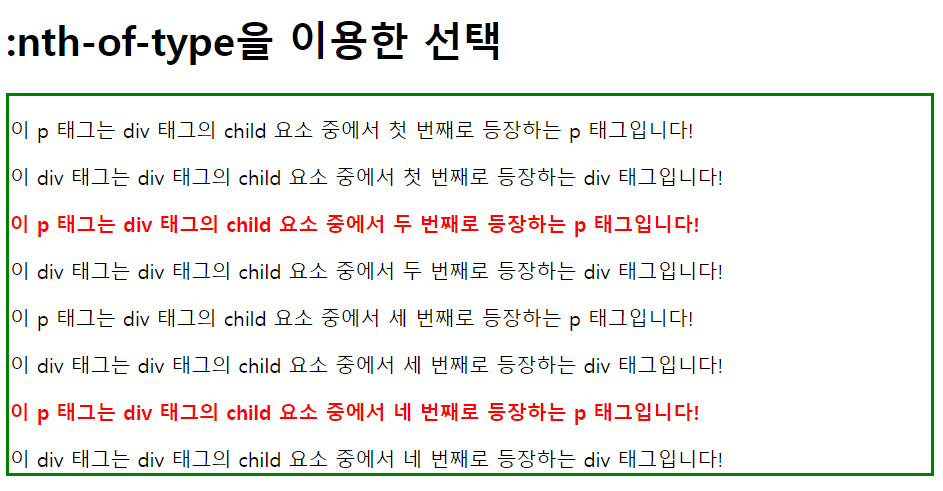 :nth-of-type을 이용한 선택
이 p 태그는 div 태그의 child 요소 중에서 첫 번째로 등장하는 p 태그입니다!
이 div 태그는 div 태그의 child 요소 중에서 첫 번째로 등장하는 div 태그입니다!
이 p 태그는 div 태그의 child 요소 중에서 두 번째로 등장하는 p 태그입니다!
이 div 태그는 div 태그의 child 요소 중에서 두 번째로 등장하는 div 태그입니다!
이 p 태그는 div 태그의 child 요소 중에서 세 번째로 등장하는 p 태그입니다!
이 div 태그는 div 태그의 child 요소 중에서 세 번째로 등장하는 div 태그입니다!
이 p 태그는 div 태그의 child 요소 중에서 네 번째로 등장하는 p 태그입니다!
이 div 태그는 div 태그의 child 요소 중에서 네 번째로 등장하는 div 태그입니다!